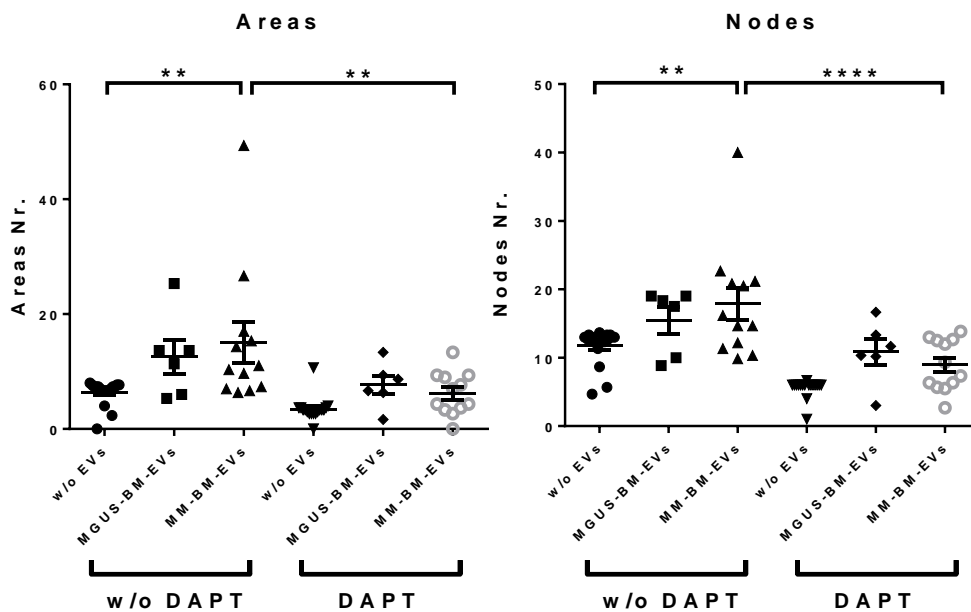 Areas
Nodes
** **
** ****
Areas Nr.
60
40
20
0
w/o EVs
MGUS-BM-EVs
MM-BM-EVs
w/o EVs
MGUS-BM-EVs
MM-BM-EVs
w/o DAPT
DAPT
Nodes Nr.
50
40
30
20
10
0
w/o EVs
MGUS-BM-EVs
MM-BM-EVs
w/o EVs
MGUS-BM-EVs
MM-BM-EVs
w/o DAPT
DAPT